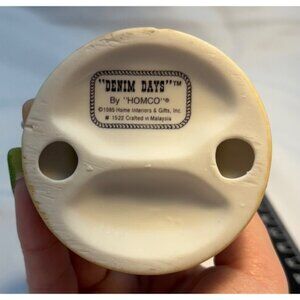 "DENIM DAYS"™
By "HOMCO"®
©1985 Home Interiors & Gifts, Inc.
# 1522 Crafted in Malaysia